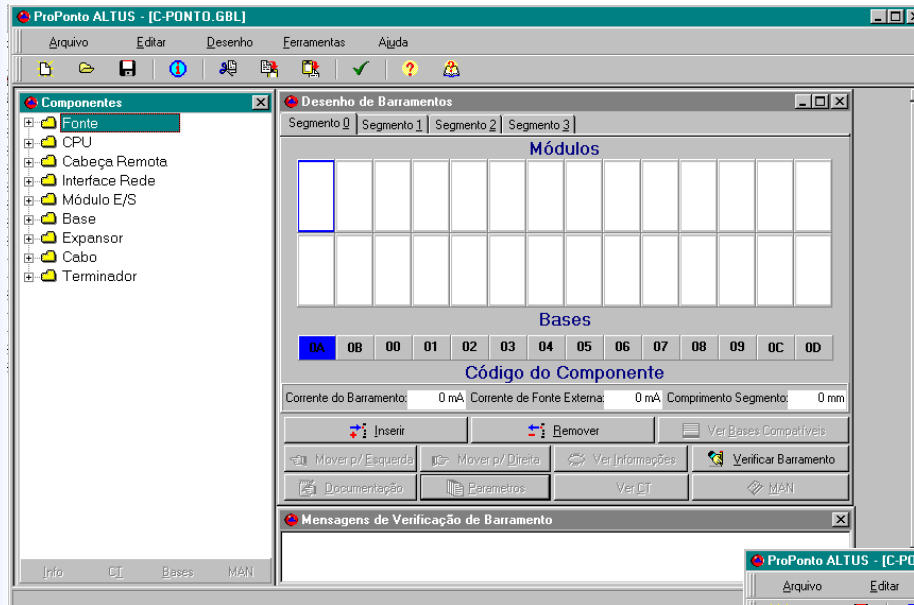 ProPonto ALTUS - [C-PONTO.GBL]
Arquivo Editar Desenho Ferramentas Ajuda
Componentes
Fonte
CPU
Cabeça Remota
Interface Rede
Módulo E/S
Base
Expansor
Cabo
Terminador
Info CT Bases MAN
Desenho de Barramentos
Segmento 0 Segmento 1 Segmento 2 Segmento 3
Módulos
Bases
0A 0B 00 01 02 03 04 05 06 07 08 09 0C 0D
Código do Componente
Corrente do Barramento: 0 mA Corrente de Fonte Externa: 0 mA Comprimento Segmento: 0 mm
Inserir Remover Ver Bases Compatíveis
Mover p/ Esquerda Mover p/ Direita Ver Informações Verificar Barramento
Documentação Parametros Ver CT MAN
Mensagens de Verificação de Barramento
ProPonto ALTUS - [C-PO
Arquivo Editar